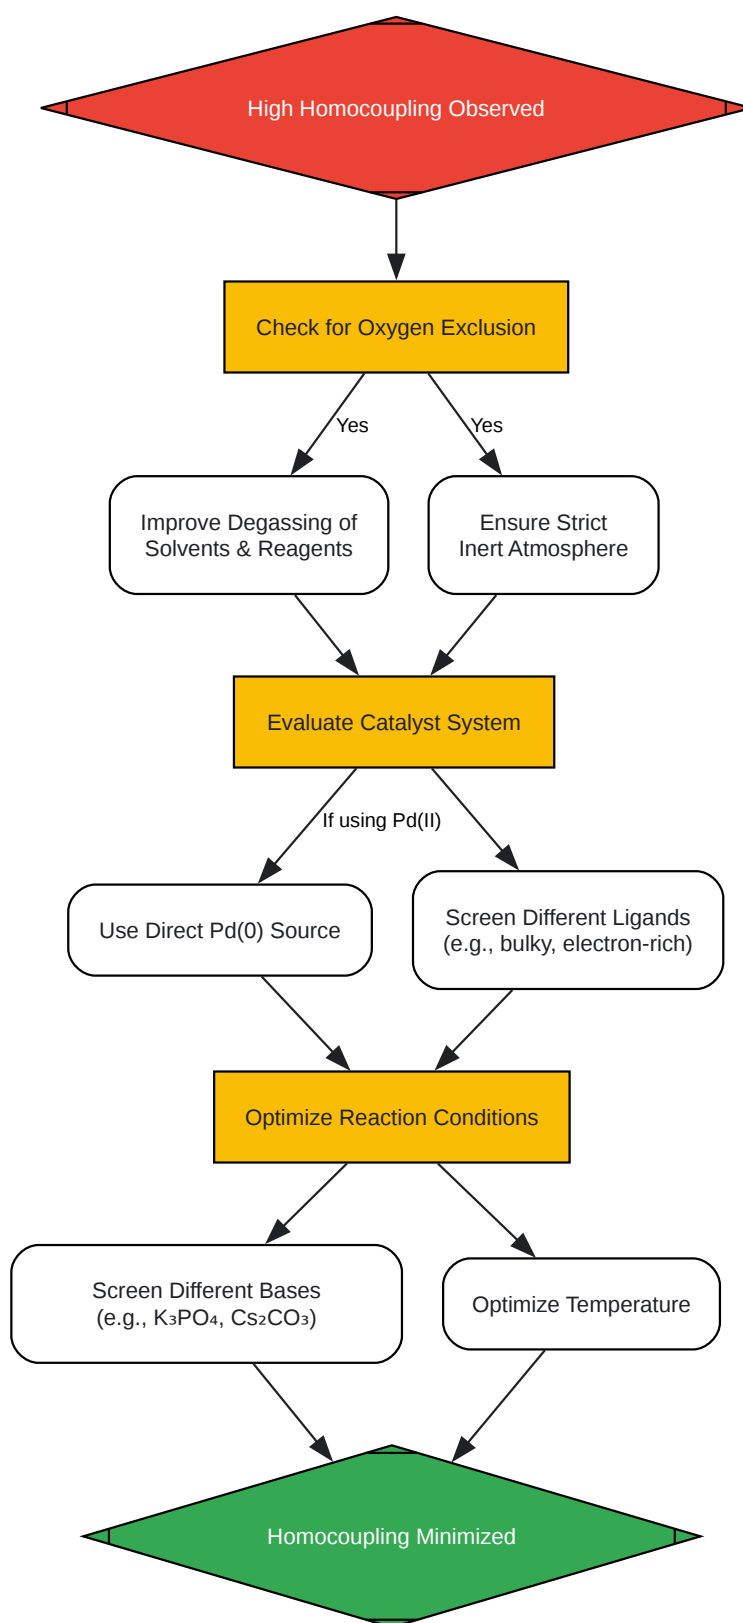 High Homocoupling Observed
Check for Oxygen Exclusion
Yes
Yes
Improve Degassing of
Solvents & Reagents
Ensure Strict
Inert Atmosphere
Evaluate Catalyst System
If using Pd(II)
Use Direct Pd(0) Source
Screen Different Ligands
(e.g., bulky, electron-rich)
Optimize Reaction Conditions
Screen Different Bases
(e.g., K₃PO₄, Cs₂CO₃)
Optimize Temperature
Homocoupling Minimized